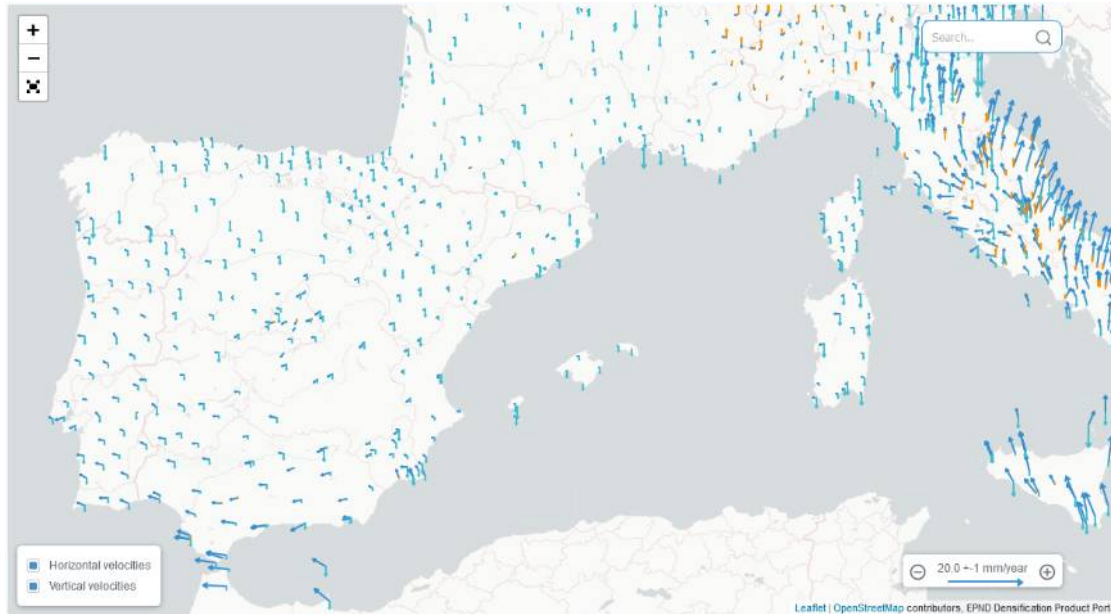 +
Search...
−
Horizontal velocities
Vertical velocities
20.0 +-1 mm/year
Leaflet | OpenStreetMap contributors, EPND Densification Product Port